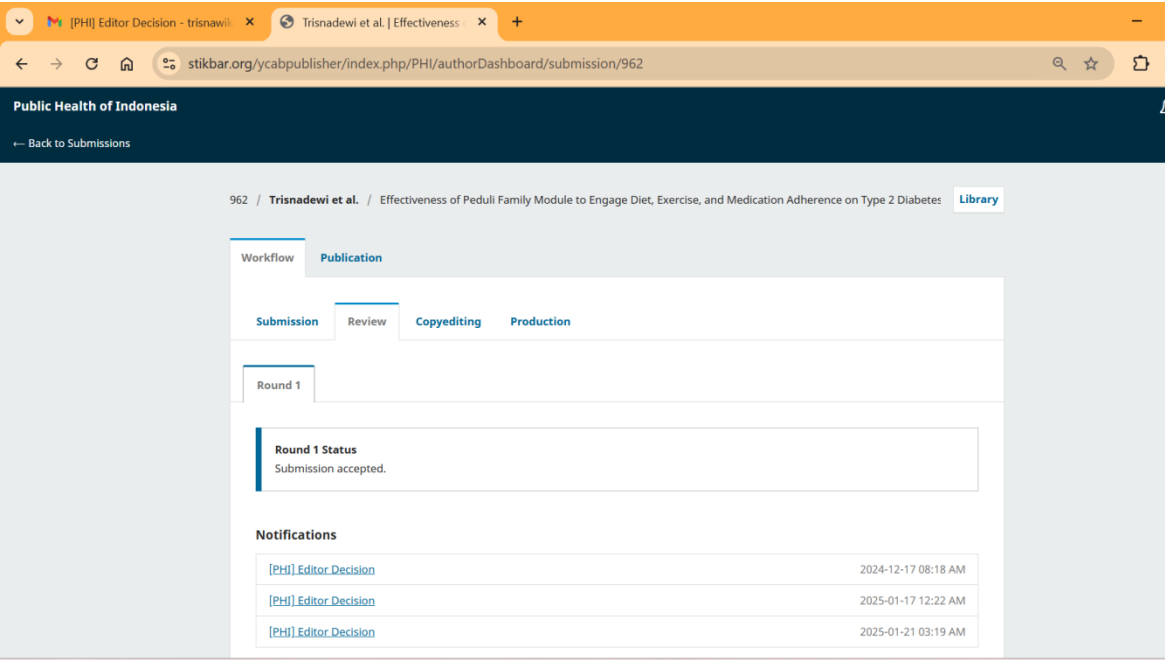 [PHI] Editor Decision - trisnawik
Trisnadewi et al. | Effectiveness o
stikbar.org/ycabpublisher/index.php/PHI/authorDashboard/submission/962
Public Health of Indonesia
← Back to Submissions
962 / Trisnadewi et al. / Effectiveness of Peduli Family Module to Engage Diet, Exercise, and Medication Adherence on Type 2 Diabetes
Library
Workflow Publication
Submission Review Copyediting Production
Round 1
Round 1 Status
Submission accepted.
Notifications
[PHI] Editor Decision 2024-12-17 08:18 AM
[PHI] Editor Decision 2025-01-17 12:22 AM
[PHI] Editor Decision 2025-01-21 03:19 AM